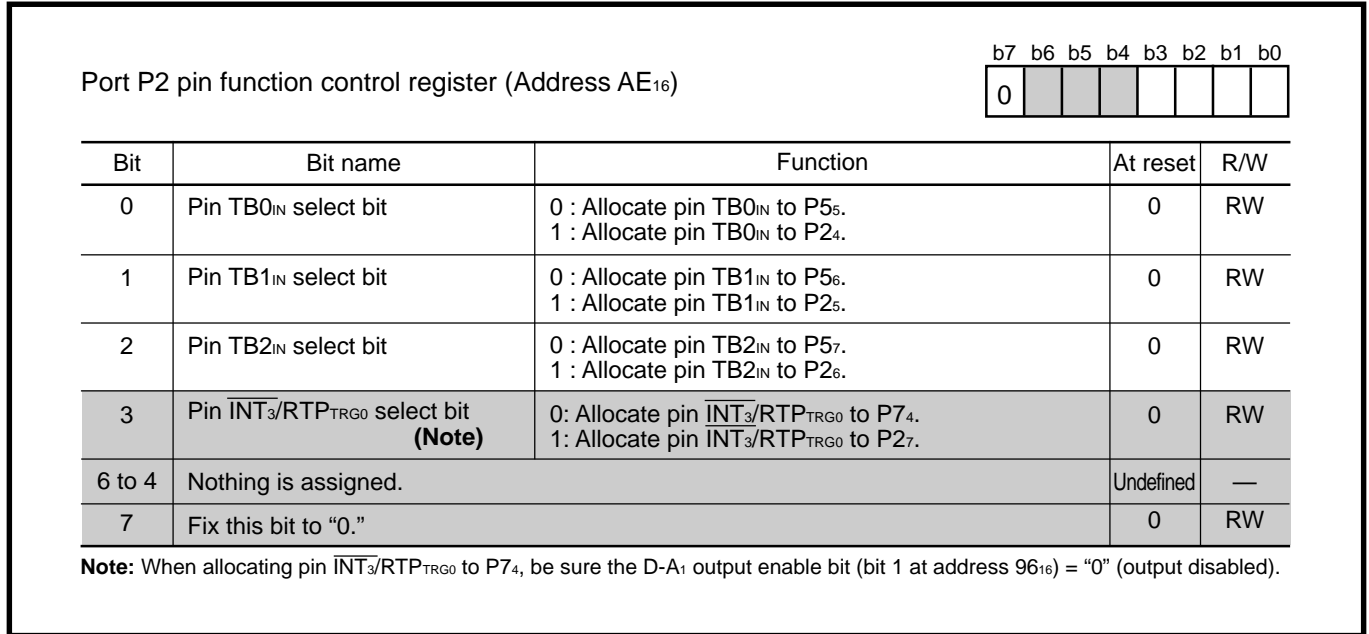 b7 b6 b5 b4 b3 b2 b1 b0
Port P2 pin function control register (Address AE₁₆)
0
Bit Bit name Function At reset R/W
0 Pin TB0IN select bit 0 : Allocate pin TB0IN to P5₅. 0 RW
1 : Allocate pin TB0IN to P2₄.
1 Pin TB1IN select bit 0 : Allocate pin TB1IN to P5₆. 0 RW
1 : Allocate pin TB1IN to P2₅.
2 Pin TB2IN select bit 0 : Allocate pin TB2IN to P5₇. 0 RW
1 : Allocate pin TB2IN to P2₆.
3 Pin I̅N̅T̅₃̅/RTPTRG0 select bit 0: Allocate pin I̅N̅T̅₃̅/RTPTRG0 to P7₄. 0 RW
(Note) 1: Allocate pin I̅N̅T̅₃̅/RTPTRG0 to P2₇.
6 to 4 Nothing is assigned. Undefined —
7 Fix this bit to “0.” 0 RW
Note: When allocating pin I̅N̅T̅₃̅/RTPTRG0 to P7₄, be sure the D-A₁ output enable bit (bit 1 at address 96₁₆) = “0” (output disabled).